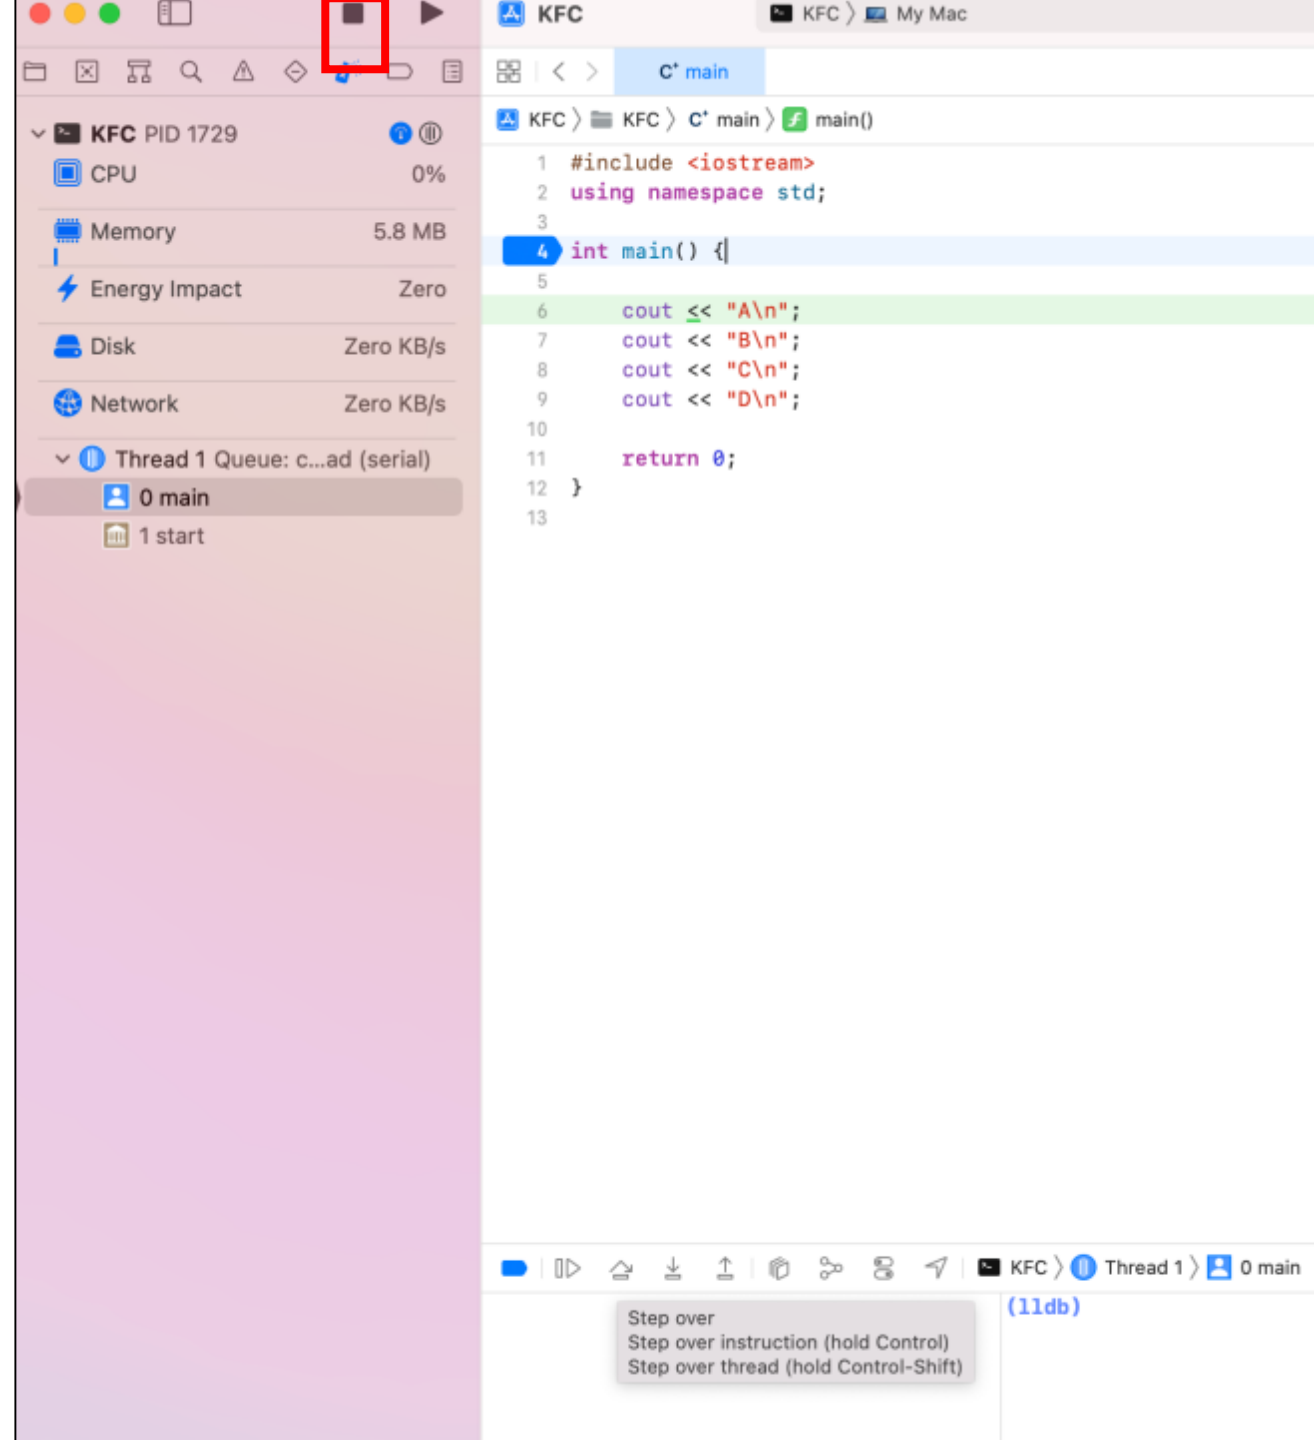 KFC
KFC 〉 My Mac
C⁺ main
KFC 〉 KFC 〉 C⁺ main 〉 main()
KFC PID 1729
CPU 0%
Memory 5.8 MB
Energy Impact Zero
Disk Zero KB/s
Network Zero KB/s
Thread 1 Queue: c...ad (serial)
0 main
1 start
1 #include <iostream>
2 using namespace std;
3
4 int main() {
5
6 cout << "A\n";
7 cout << "B\n";
8 cout << "C\n";
9 cout << "D\n";
10
11 return 0;
12 }
13
KFC 〉 Thread 1 〉 0 main
Step over
Step over instruction (hold Control)
Step over thread (hold Control-Shift)
(lldb)